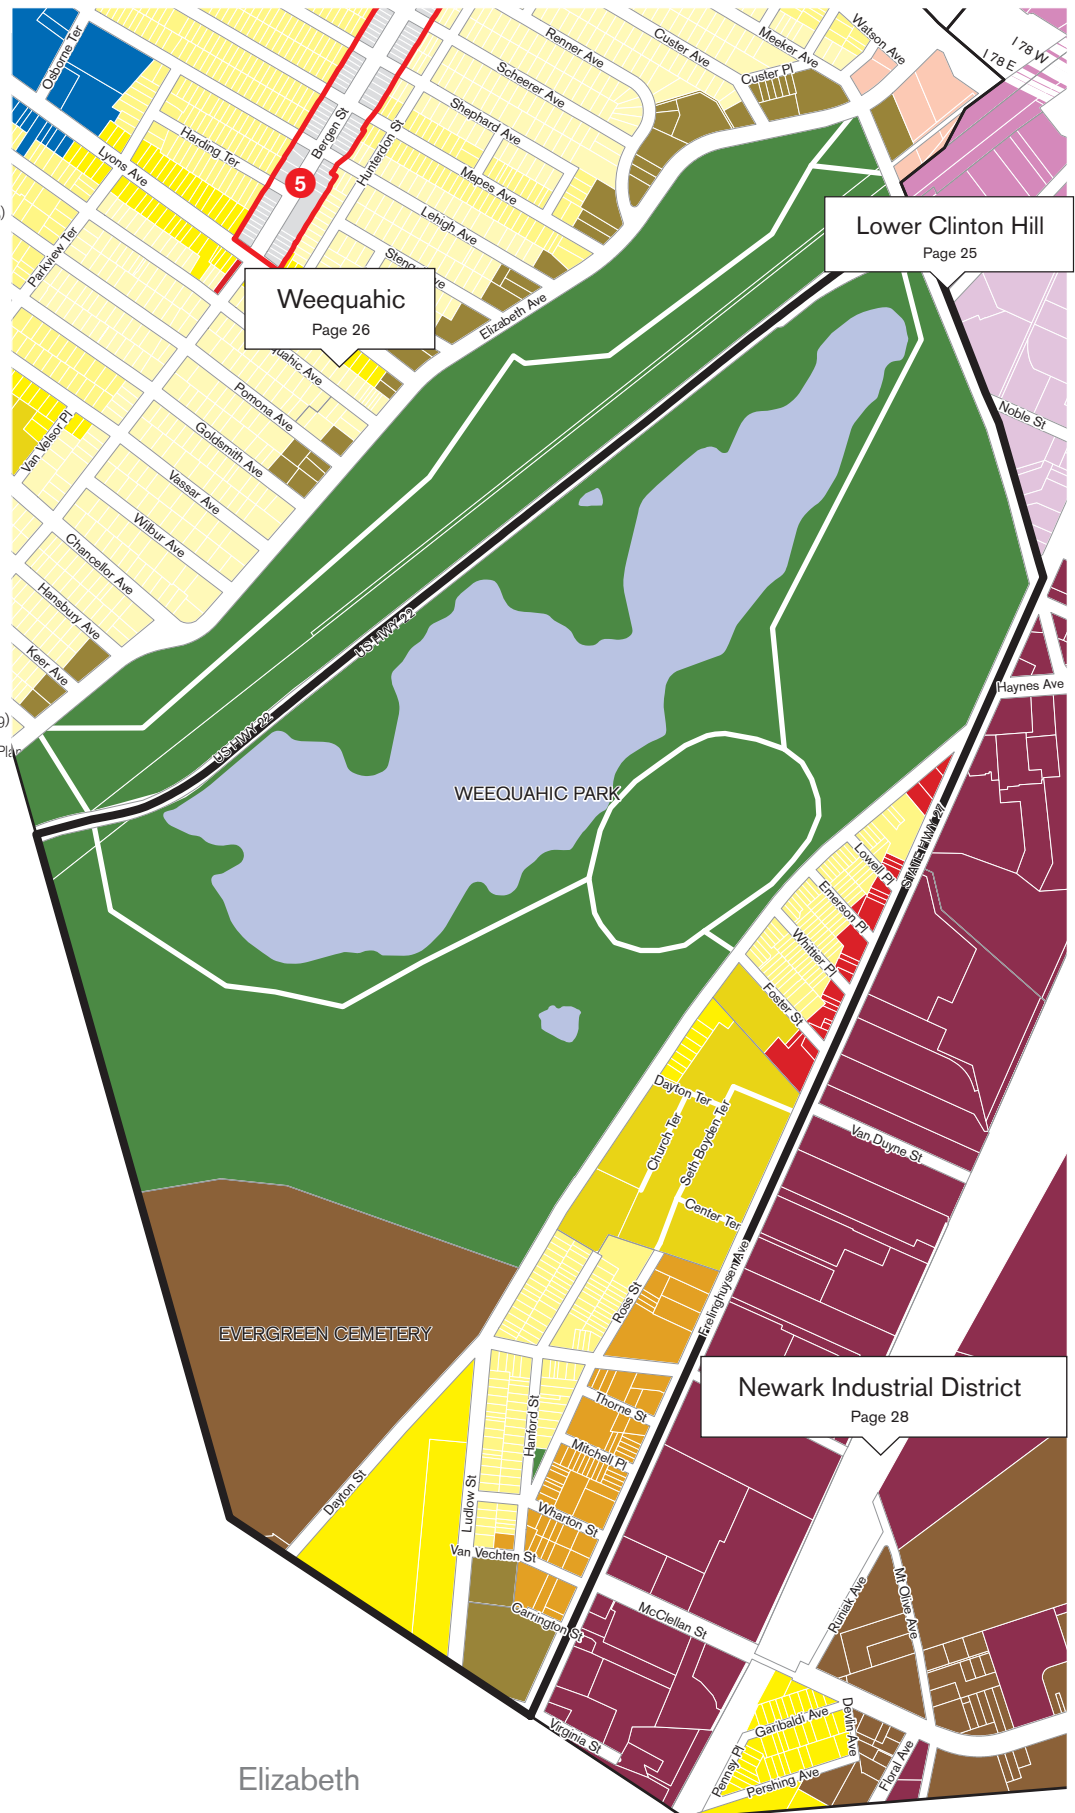 Osborne Ter
Bergen St
Renner Ave
Custer Ave
Meeker Ave
Watson Ave
I 78 W
I 78 E
Custer Pl
Scheerer Ave
Shephard Ave
Hunterdon St
Harding Ter
Lyons Ave
5
Mapes Ave
Lehigh Ave
Parkview Ter
Elizabeth Ave
Lower Clinton Hill
Page 25
Weequahic
Page 26
Pomona Ave
Goldsmith Ave
Van Velsor Pl
Vassar Ave
Wilbur Ave
Chancellor Ave
Hansbury Ave
Keer Ave
Noble St
US HWY 22
US HWY 22
Haynes Ave
WEEQUAHIC PARK
STATE HWY 27
Lowell Pl
Emerson Pl
Whittier Pl
Foster St
Dayton Ter
Church Ter
Seth Boyden Ter
Center Ter
Van Duyne St
Frelinghuysen Ave
Ross St
EVERGREEN CEMETERY
Newark Industrial District
Page 28
Hanford St
Thorne St
Mitchell Pl
Dayton St
Ludlow St
Wharton St
Van Vechten St
Carrington St
McClellan St
Runiak Ave
Mt Olive Ave
Virginia St
Garibaldi Ave
Devlin Ave
Pennsy Pl
Pershing Ave
Floral Ave
Elizabeth